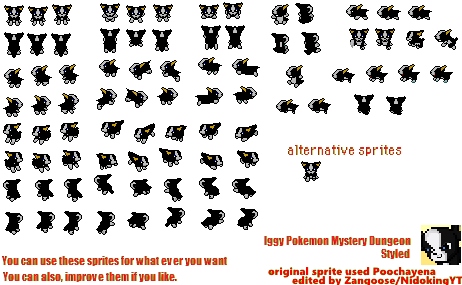 alternative sprites
Iggy Pokemon Mystery Dungeon
Styled
You can use these sprites for what ever you want
You can also, improve them if you like.
original sprite used Poochayena
edited by Zangoose/NidokingYT